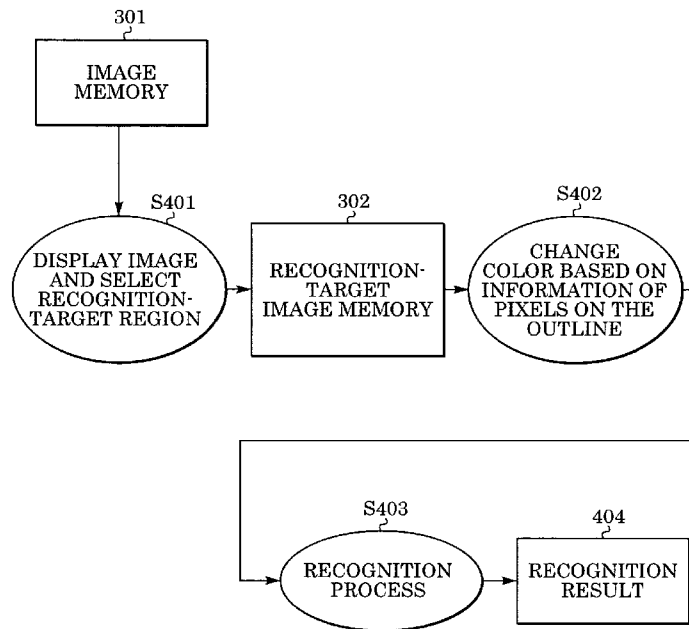 301
IMAGE
MEMORY
S401
DISPLAY IMAGE
AND SELECT
RECOGNITION-
TARGET REGION
302
RECOGNITION-
TARGET
IMAGE MEMORY
S402
CHANGE
COLOR BASED ON
INFORMATION OF
PIXELS ON THE
OUTLINE
S403
RECOGNITION
PROCESS
404
RECOGNITION
RESULT